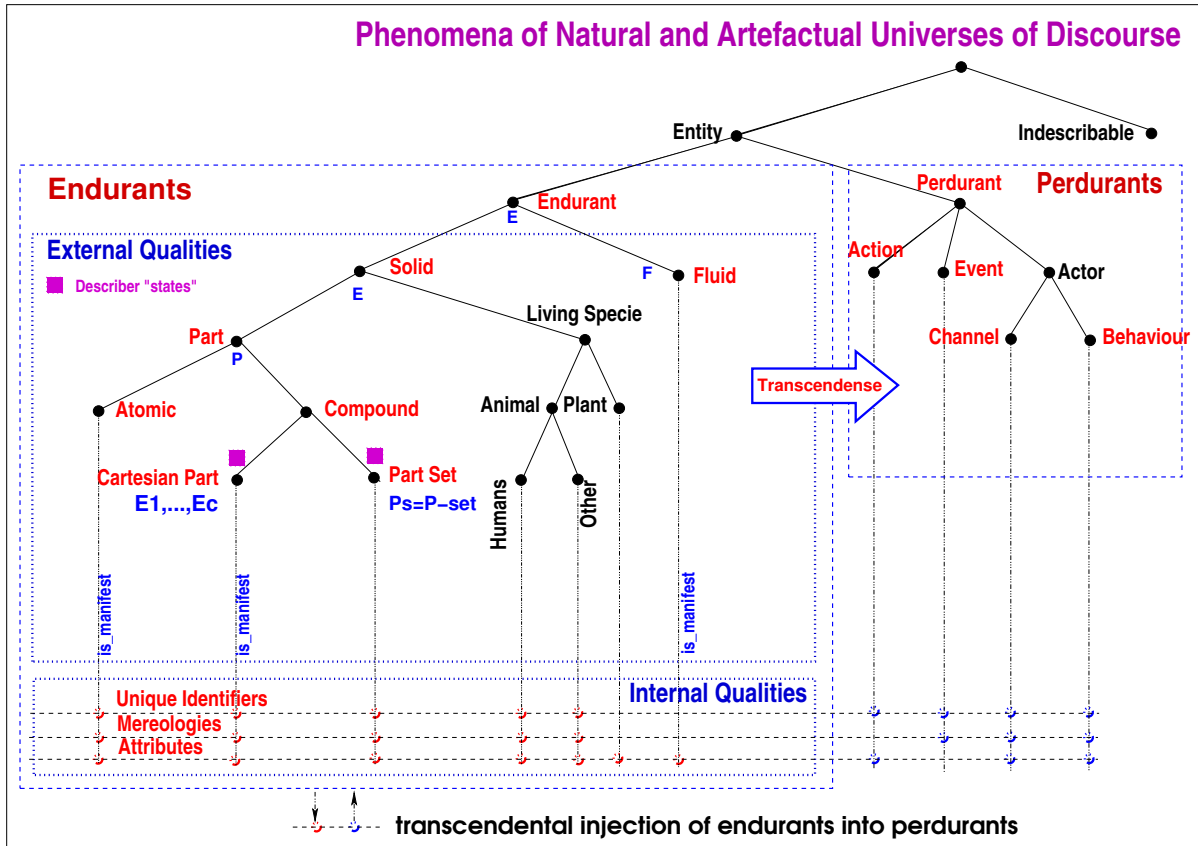 Phenomena of Natural and Artefactual Universes of Discourse
Entity
Indescribable
Endurants
Perdurants
Endurant
E
Perdurant
External Qualities
Describer "states"
Solid
E
F
Fluid
Action
Event
Actor
Part
P
Living Specie
Channel
Behaviour
Transcendense
Atomic
Compound
Animal
Plant
Cartesian Part
E1,...,Ec
Part Set
Ps=P-set
Humans
Other
is_manifest
is_manifest
is_manifest
Internal Qualities
Unique Identifiers
Mereologies
Attributes
transcendental injection of endurants into perdurants